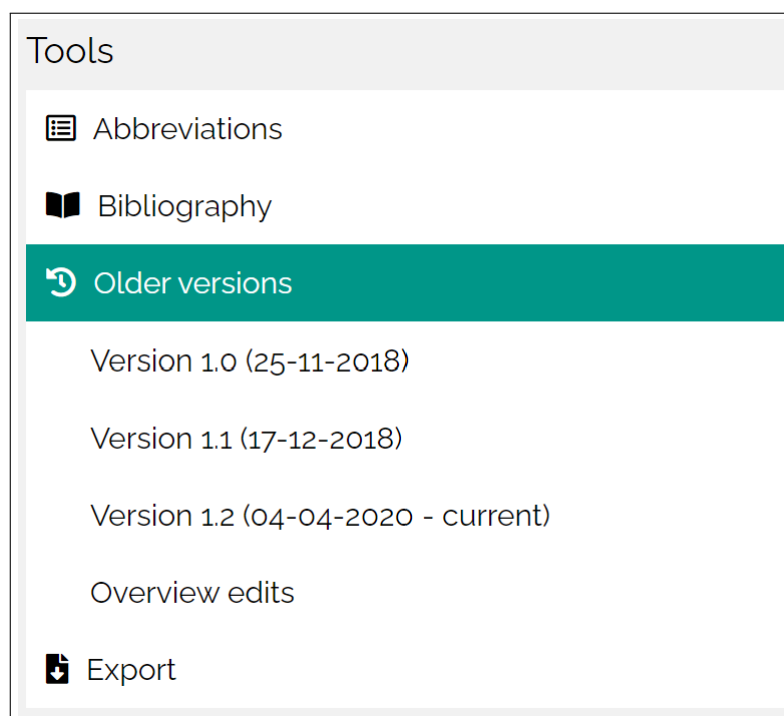 Tools
Abbreviations
Bibliography
Older versions
Version 1.0 (25-11-2018)
Version 1.1 (17-12-2018)
Version 1.2 (04-04-2020 - current)
Overview edits
Export